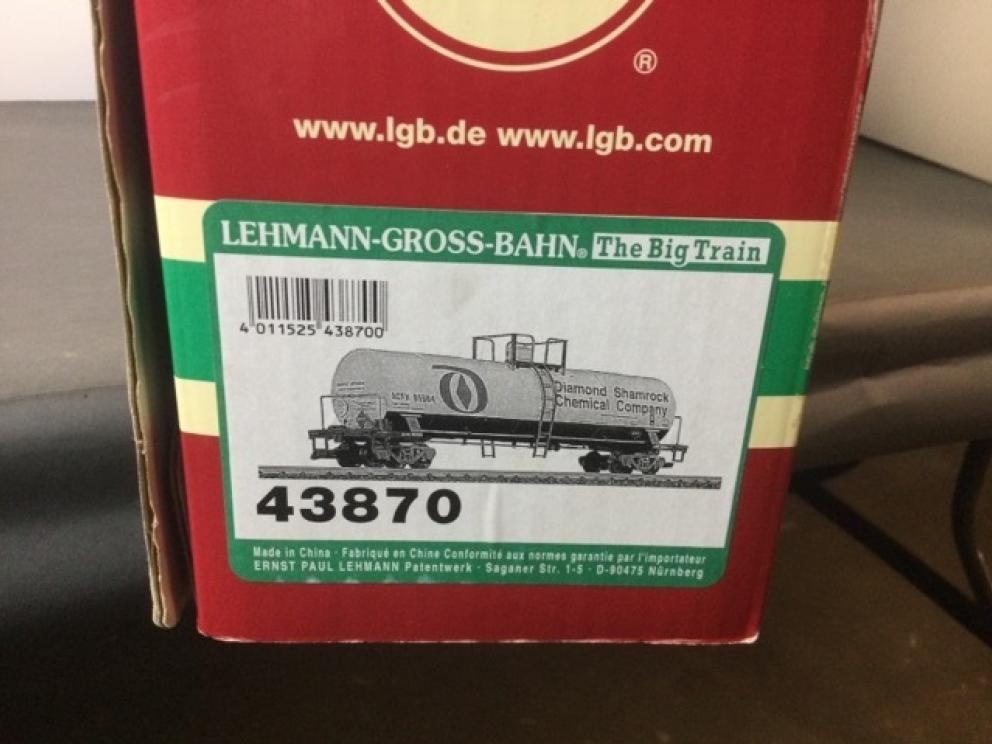 ®
www.lgb.de www.lgb.com
LEHMANN-GROSS-BAHN® The Big Train
4 011525 438700
Diamond Shamrock
Chemical Company
43870
Made in China · Fabriqué en Chine Conformité aux normes garantie par l'importateur
ERNST PAUL LEHMANN Patentwerk · Saganer Str. 1-5 · D-90475 Nürnberg